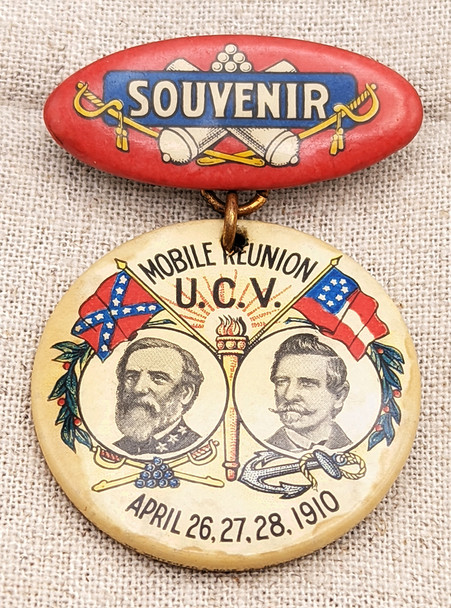 SOUVENIR
MOBILE REUNION
U.C.V.
APRIL 26, 27, 28, 1910